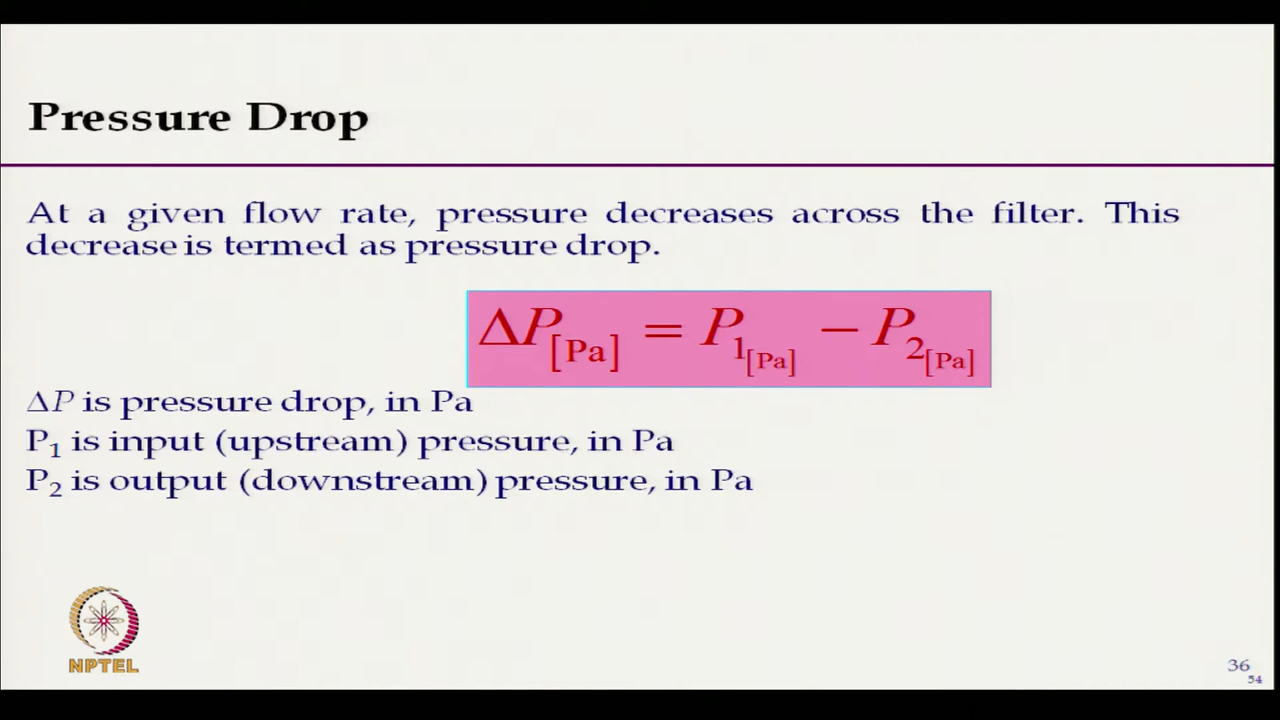 Pressure Drop
At a given flow rate, pressure decreases across the filter. This
decrease is termed as pressure drop.
ΔP[Pa] = P1[Pa] − P2[Pa]
ΔP is pressure drop, in Pa
P1 is input (upstream) pressure, in Pa
P2 is output (downstream) pressure, in Pa
NPTEL
36
54